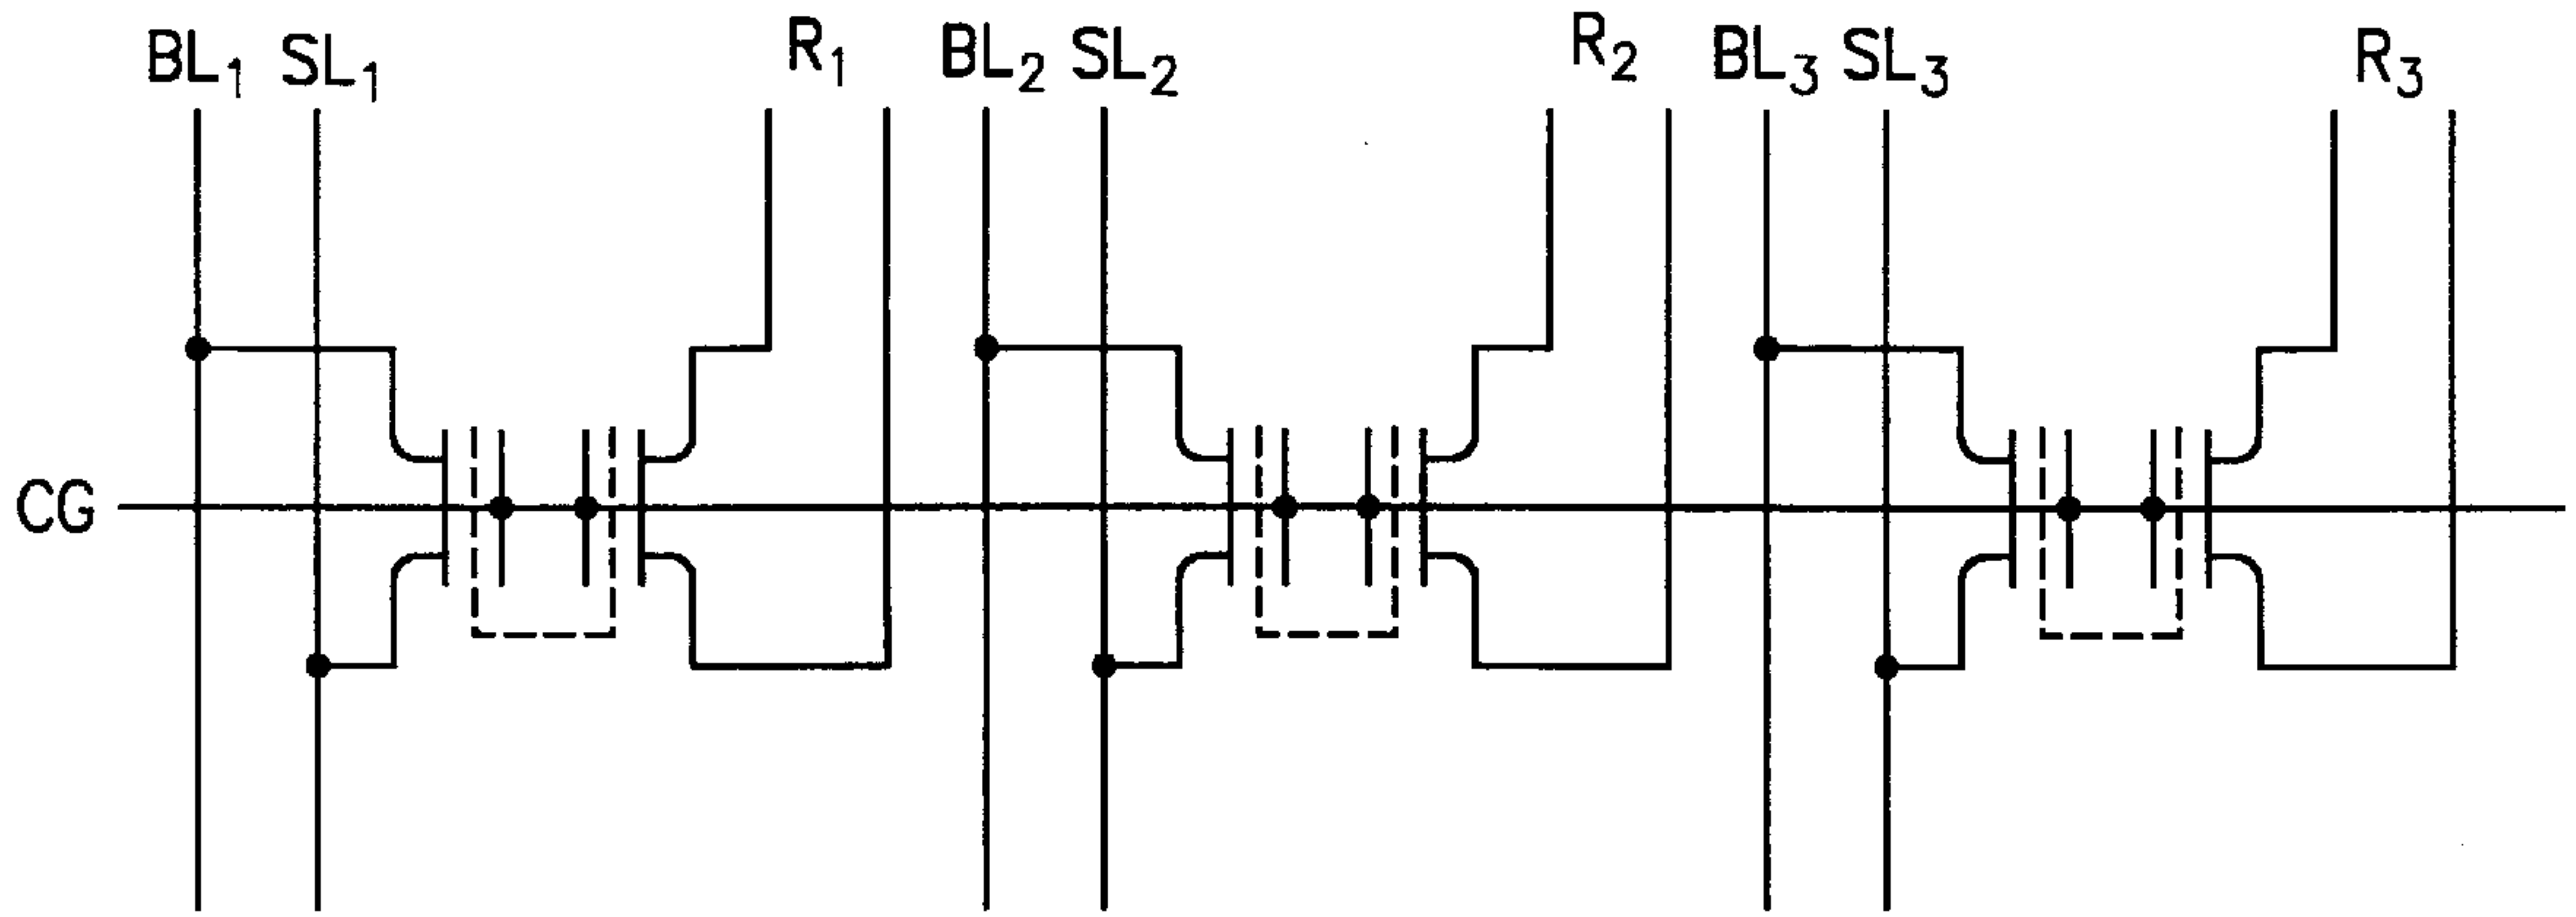 BL₁ SL₁ R₁ BL₂ SL₂ R₂ BL₃ SL₃ R₃
CG